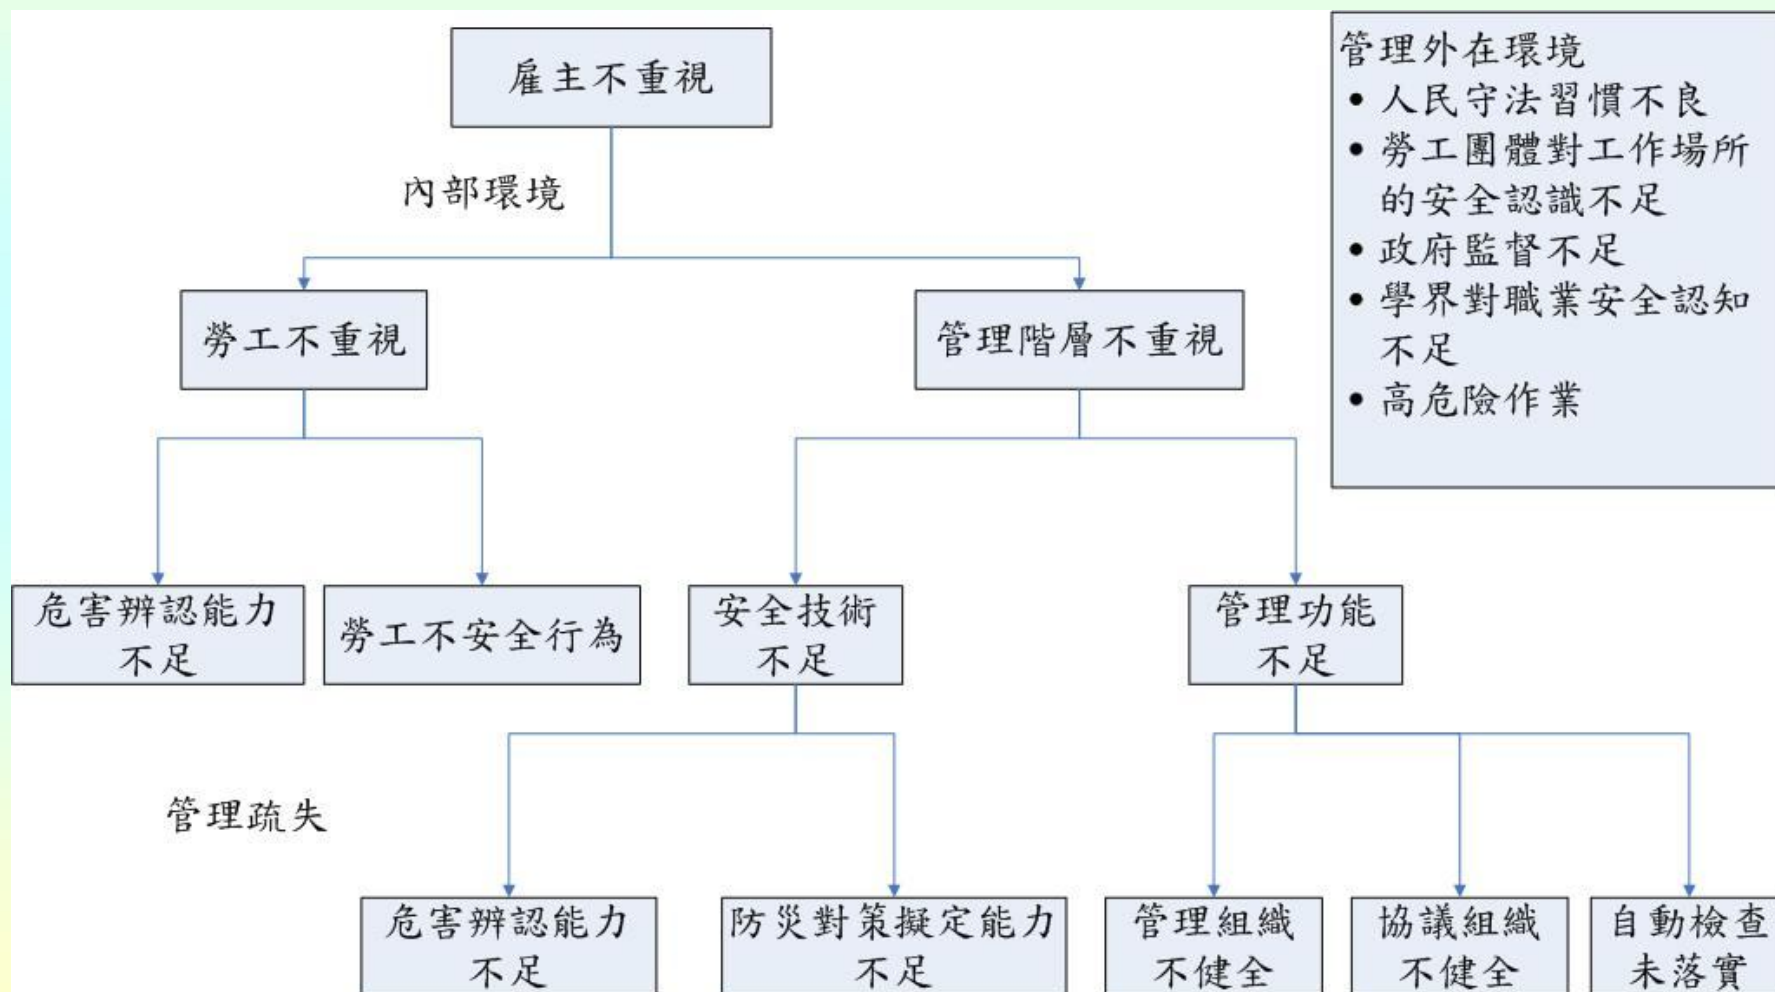 雇主不重視
管理外在環境
• 人民守法習慣不良
• 勞工團體對工作場所
的安全認識不足
• 政府監督不足
• 學界對職業安全認知
不足
• 高危險作業
內部環境
勞工不重視
管理階層不重視
危害辨認能力
不足
勞工不安全行為
安全技術
不足
管理功能
不足
管理疏失
危害辨認能力
不足
防災對策擬定能力
不足
管理組織
不健全
協議組織
不健全
自動檢查
未落實